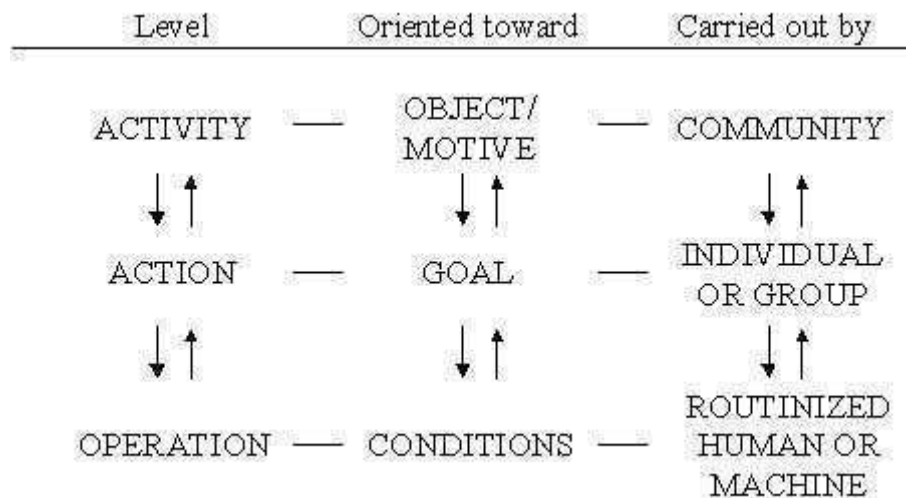 Level Oriented toward Carried out by
ACTIVITY OBJECT/ MOTIVE COMMUNITY
ACTION GOAL INDIVIDUAL OR GROUP
OPERATION CONDITIONS ROUTINIZED HUMAN OR MACHINE